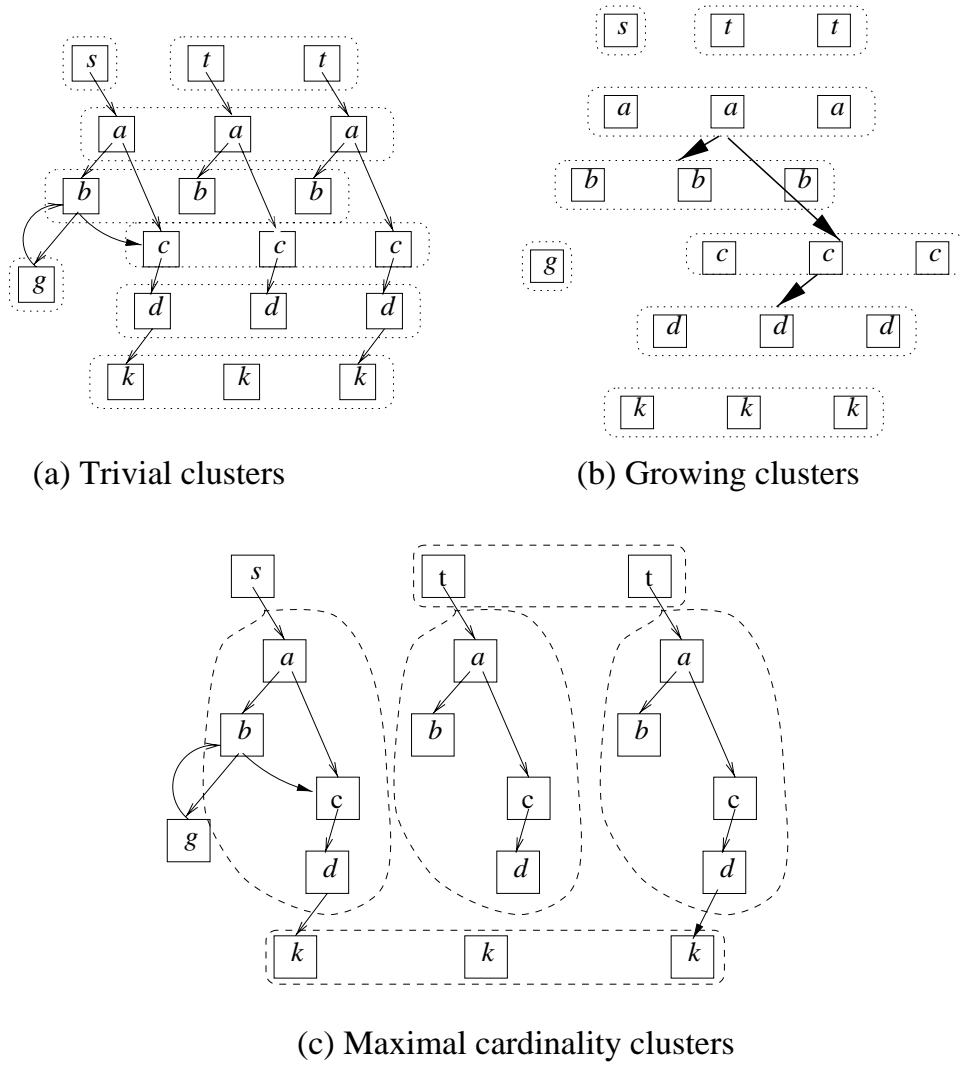 s t t
a a a
b b b
c c c
g
d d d
k k k
(a) Trivial clusters
s t t
a a a
b b b
c c c
g
d d d
k k k
(b) Growing clusters
s t t
a a a
b b b
c c c
g
d d d
k k k
(c) Maximal cardinality clusters